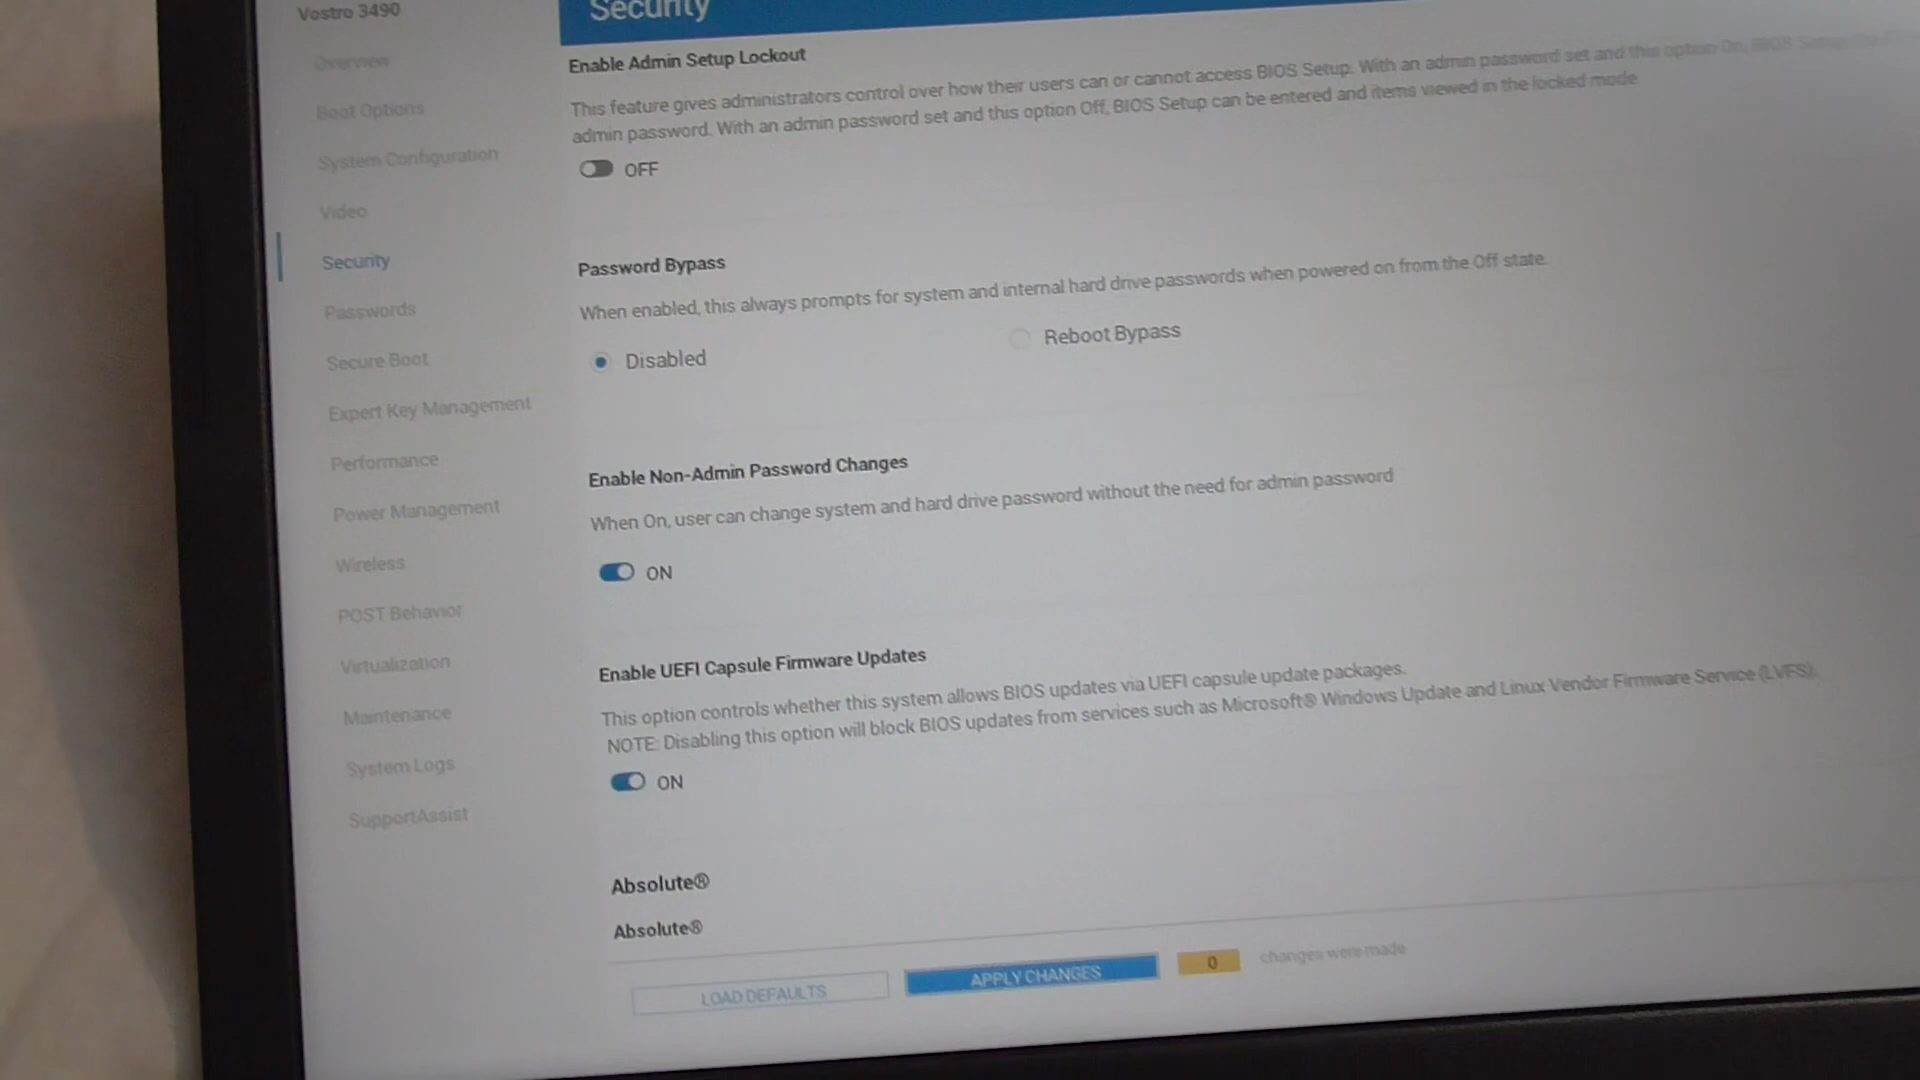 Vostro 3490
Security
Overview
Boot Options
System Configuration
Video
Security
Passwords
Secure Boot
Expert Key Management
Performance
Power Management
Wireless
POST Behavior
Virtualization
Maintenance
System Logs
SupportAssist
Enable Admin Setup Lockout
This feature gives administrators control over how their users can or cannot access BIOS Setup. With an admin password set and this option On, BIOS Setup
admin password. With an admin password set and this option Off, BIOS Setup can be entered and items viewed in the locked mode
OFF
Password Bypass
When enabled, this always prompts for system and internal hard drive passwords when powered on from the Off state.
Disabled
Reboot Bypass
Enable Non-Admin Password Changes
When On, user can change system and hard drive password without the need for admin password
ON
Enable UEFI Capsule Firmware Updates
This option controls whether this system allows BIOS updates via UEFI capsule update packages.
NOTE: Disabling this option will block BIOS updates from services such as Microsoft® Windows Update and Linux Vendor Firmware Service (LVFS).
ON
Absolute®
Absolute®
LOAD DEFAULTS
APPLY CHANGES
0
changes were made